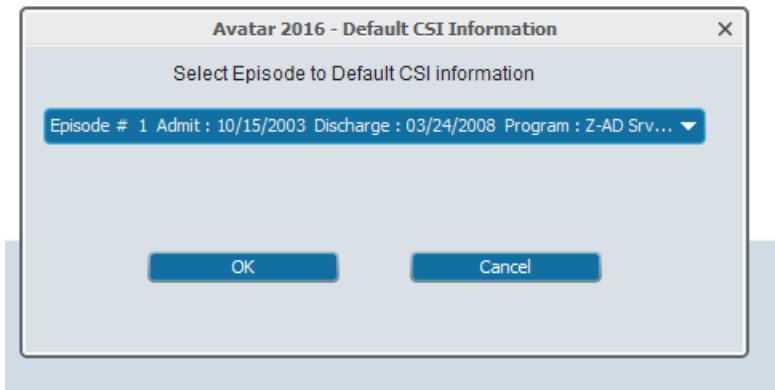 Avatar 2016 - Default CSI Information
Select Episode to Default CSI information
Episode # 1 Admit : 10/15/2003 Discharge : 03/24/2008 Program : Z-AD Srv...
OK Cancel